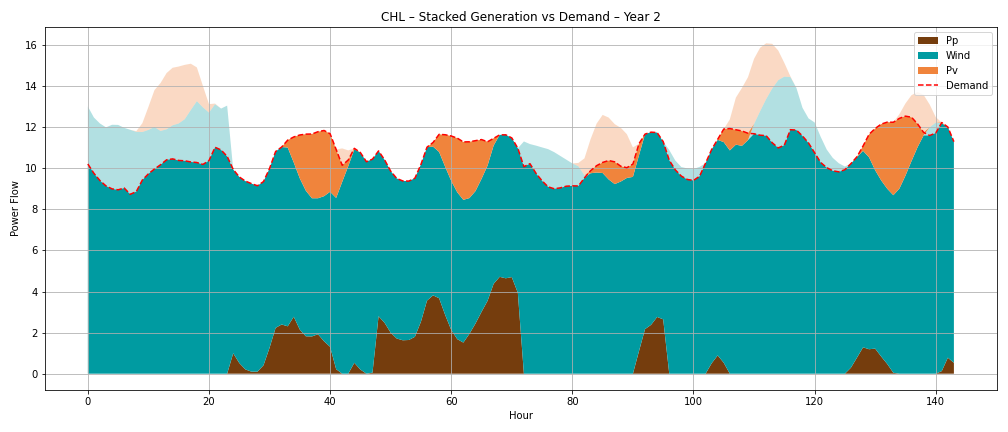 CHL – Stacked Generation vs Demand – Year 2
Power Flow
16
14
12
10
8
6
4
2
0
Pp
Wind
Pv
Demand
0 20 40 60 80 100 120 140
Hour